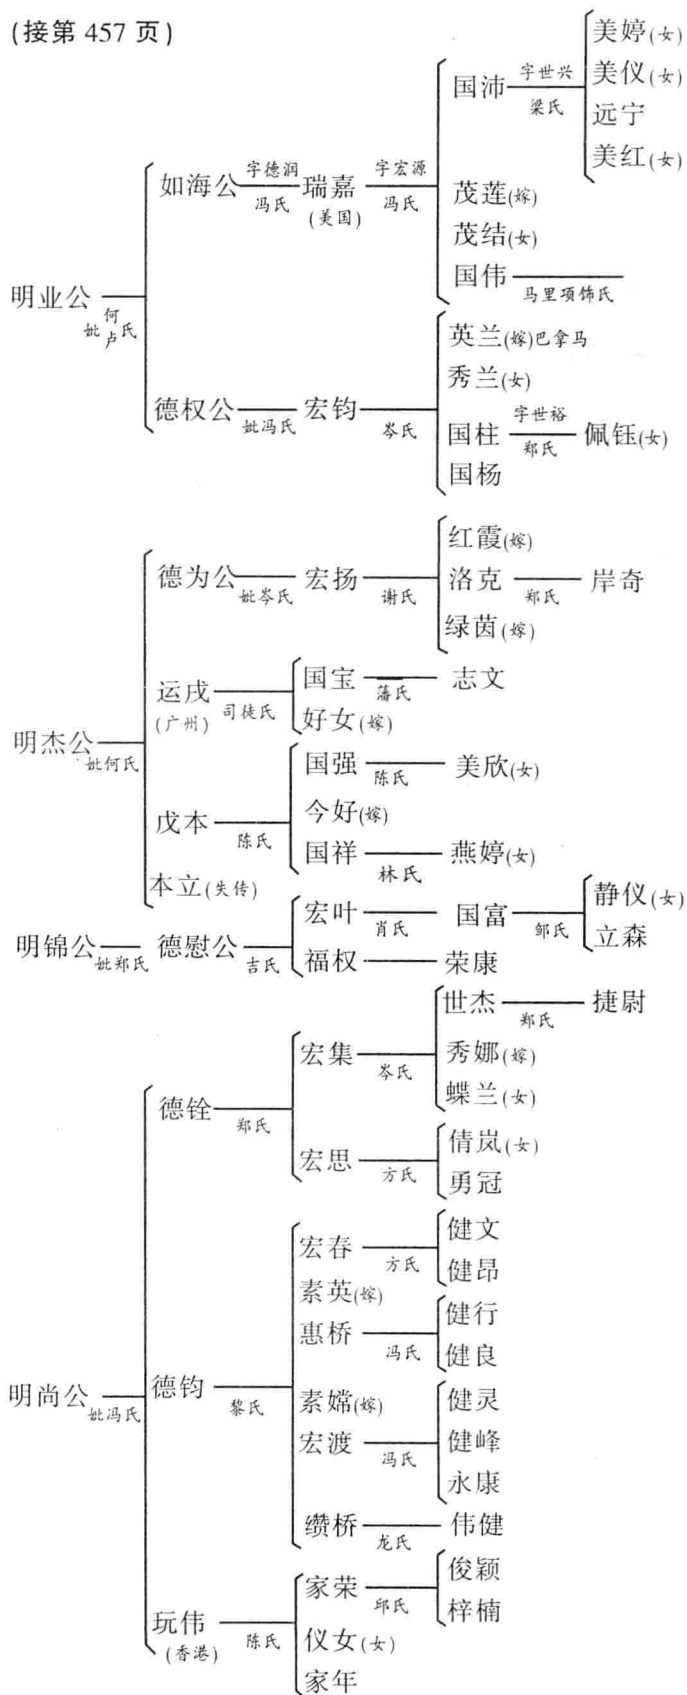 (接第 457 页)
美婷(女)
国沛 字世兴 梁氏 美仪(女)
远宁
美红(女)
如海公 字德润 冯氏 瑞嘉 (美国) 字宏源 冯氏 茂莲(嫁)
茂结(女)
国伟 马里项饰氏
明业公 妣何卢氏
英兰(嫁)巴拿马
秀兰(女)
德权公 妣冯氏 宏钧 岑氏 国柱 字世裕 郑氏 佩钰(女)
国杨
红霞(嫁)
德为公 妣岑氏 宏扬 谢氏 洛克 郑氏 岸奇
绿茵(嫁)
运戌 (广州) 司徒氏 国宝 藩氏 志文
好女(嫁)
明杰公 妣何氏
国强 陈氏 美欣(女)
戊本 陈氏 今好(嫁)
国祥 林氏 燕婷(女)
本立(失传)
明锦公 妣郑氏 德慰公 吉氏 宏叶 肖氏 国富 邹氏 静仪(女)
立森
福权 荣康
世杰 郑氏 捷尉
宏集 岑氏 秀娜(嫁)
蝶兰(女)
德铨 郑氏
宏思 方氏 倩岚(女)
勇冠
宏春 方氏 健文
健昂
素英(嫁)
惠桥 冯氏 健行
健良
明尚公 妣冯氏 德钧 黎氏
素嫦(嫁) 健灵
宏渡 冯氏 健峰
永康
缵桥 龙氏 伟健
家荣 邱氏 俊颖
梓楠
玩伟 (香港) 陈氏 仪女(女)
家年